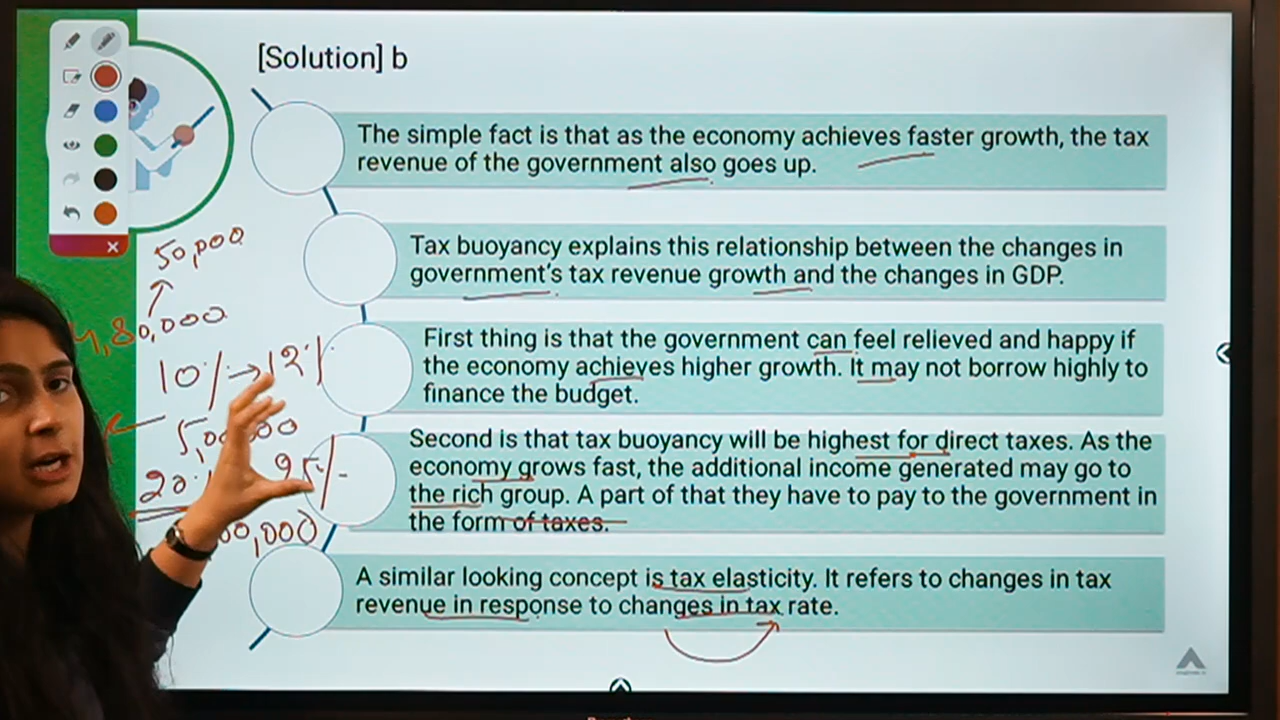 [Solution] b
The simple fact is that as the economy achieves faster growth, the tax
revenue of the government also goes up.
Tax buoyancy explains this relationship between the changes in
government's tax revenue growth and the changes in GDP.
First thing is that the government can feel relieved and happy if
the economy achieves higher growth. It may not borrow highly to
finance the budget.
Second is that tax buoyancy will be highest for direct taxes. As the
economy grows fast, the additional income generated may go to
the rich group. A part of that they have to pay to the government in
the form of taxes.
A similar looking concept is tax elasticity. It refers to changes in tax
revenue in response to changes in tax rate.
50,000
4,80,000
10% → 12%